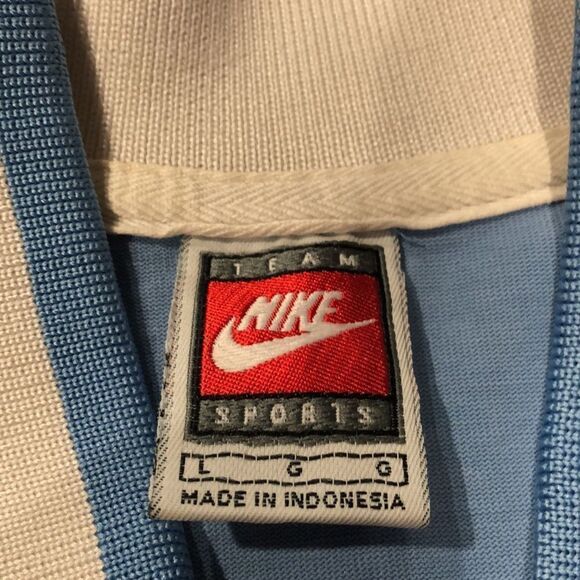 TEAM
NIKE
SPORTS
L G G
MADE IN INDONESIA